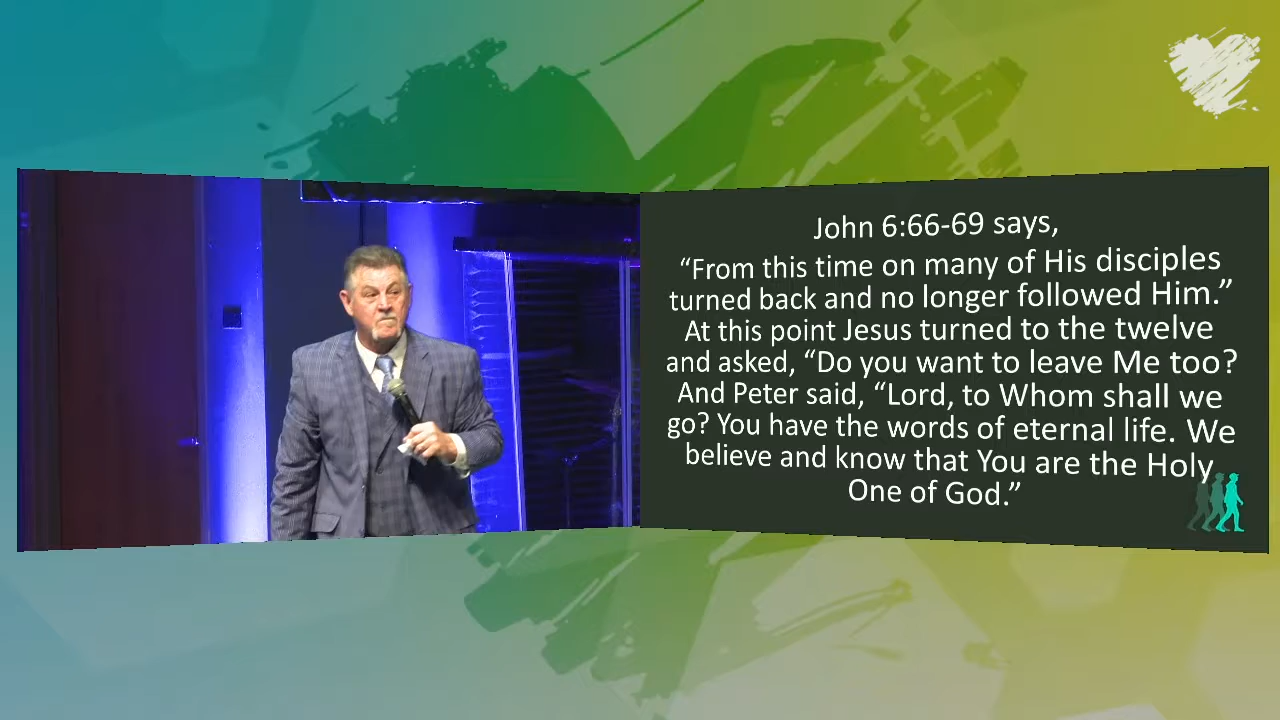 John 6:66-69 says,
“From this time on many of His disciples
turned back and no longer followed Him.”
At this point Jesus turned to the twelve
and asked, “Do you want to leave Me too?
And Peter said, “Lord, to Whom shall we
go? You have the words of eternal life. We
believe and know that You are the Holy
One of God.”